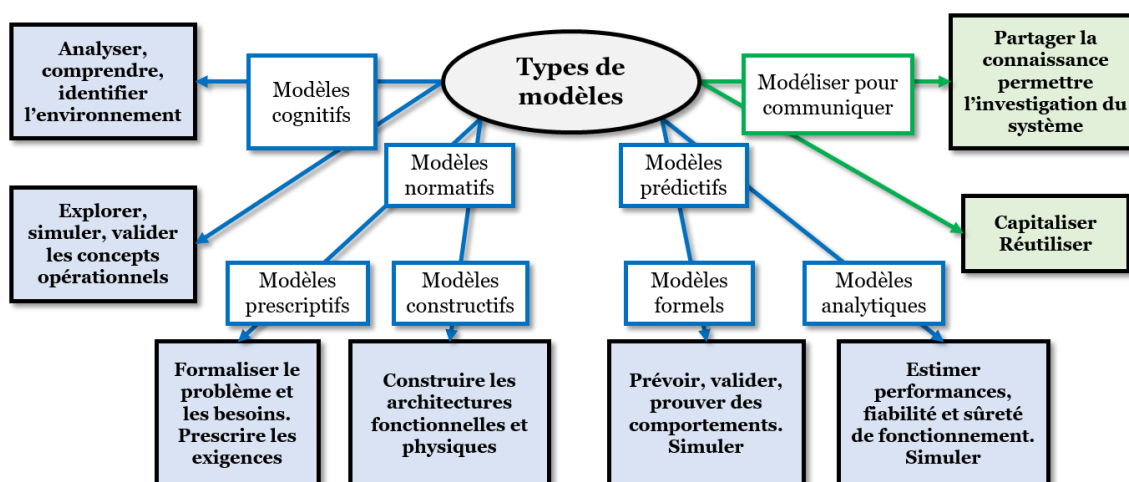 Types de
modèles
Analyser,
comprendre,
identifier
l’environnement
Modèles
cognitifs
Modéliser pour
communiquer
Partager la
connaissance
permettre
l’investigation du
système
Modèles
normatifs
Modèles
prédictifs
Explorer,
simuler, valider
les concepts
opérationnels
Capitaliser
Réutiliser
Modèles
prescriptifs
Modèles
constructifs
Modèles
formels
Modèles
analytiques
Formaliser le
problème et
les besoins.
Prescrire les
exigences
Construire les
architectures
fonctionnelles et
physiques
Prévoir, valider,
prouver des
comportements.
Simuler
Estimer
performances,
fiabilité et sûreté
de fonctionnement.
Simuler